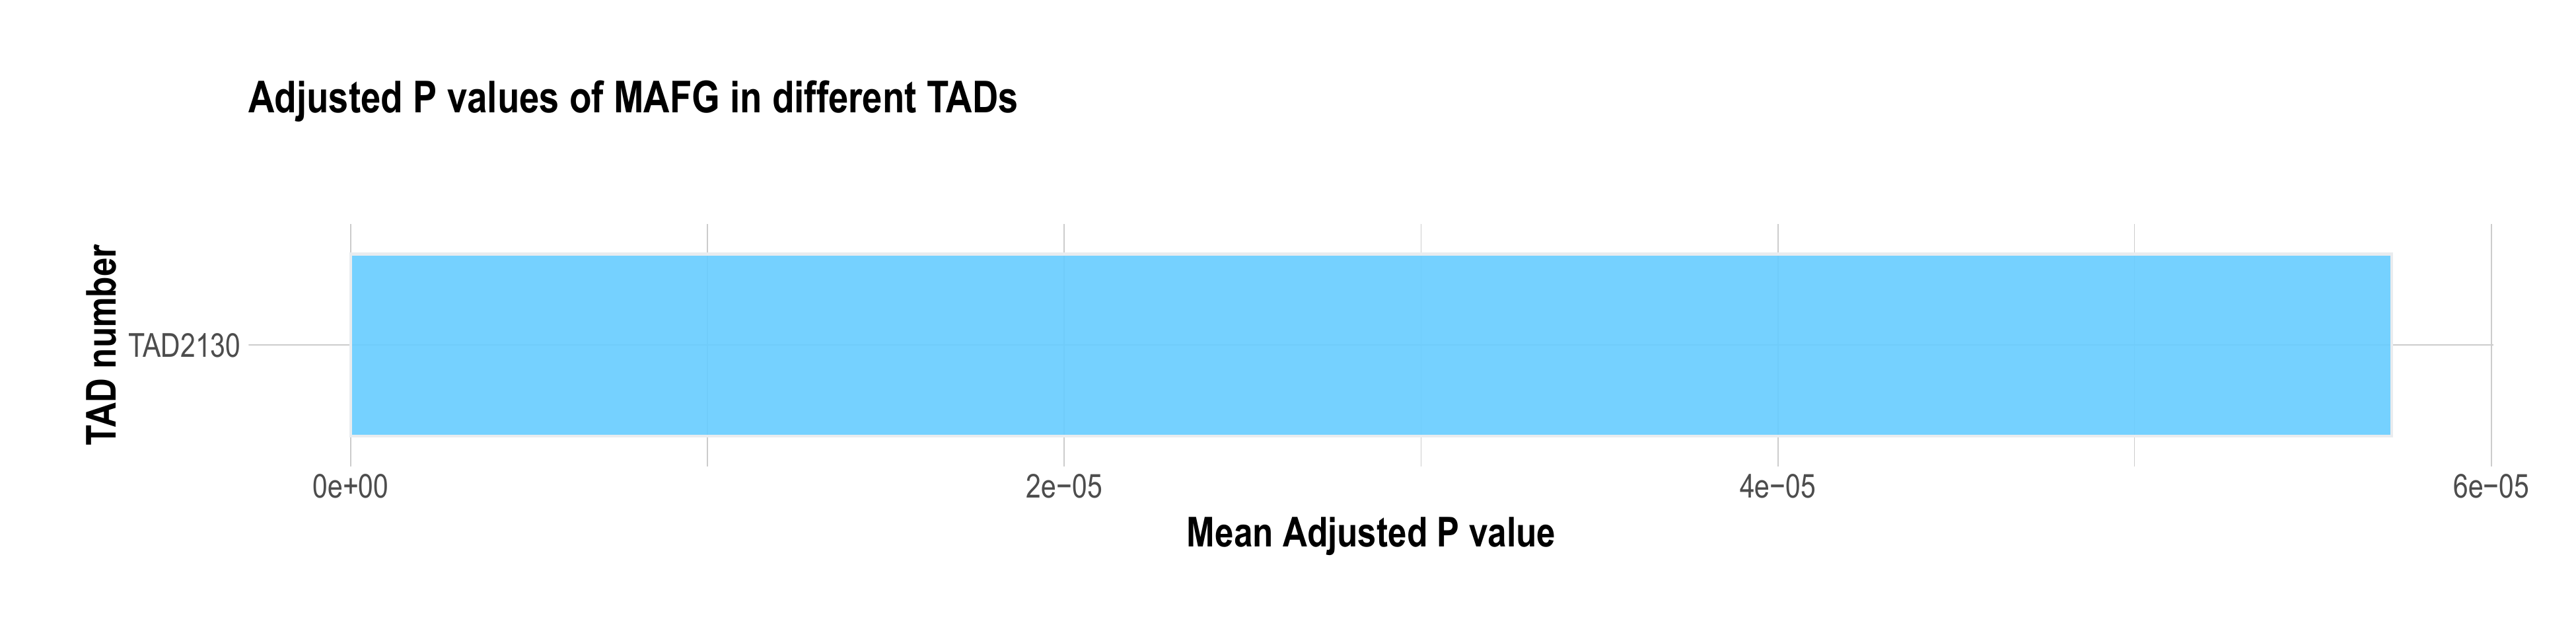 Adjusted P values of MAFG in different TADs
TAD number
TAD2130
0e+00
2e−05
4e−05
6e−05
Mean Adjusted P value